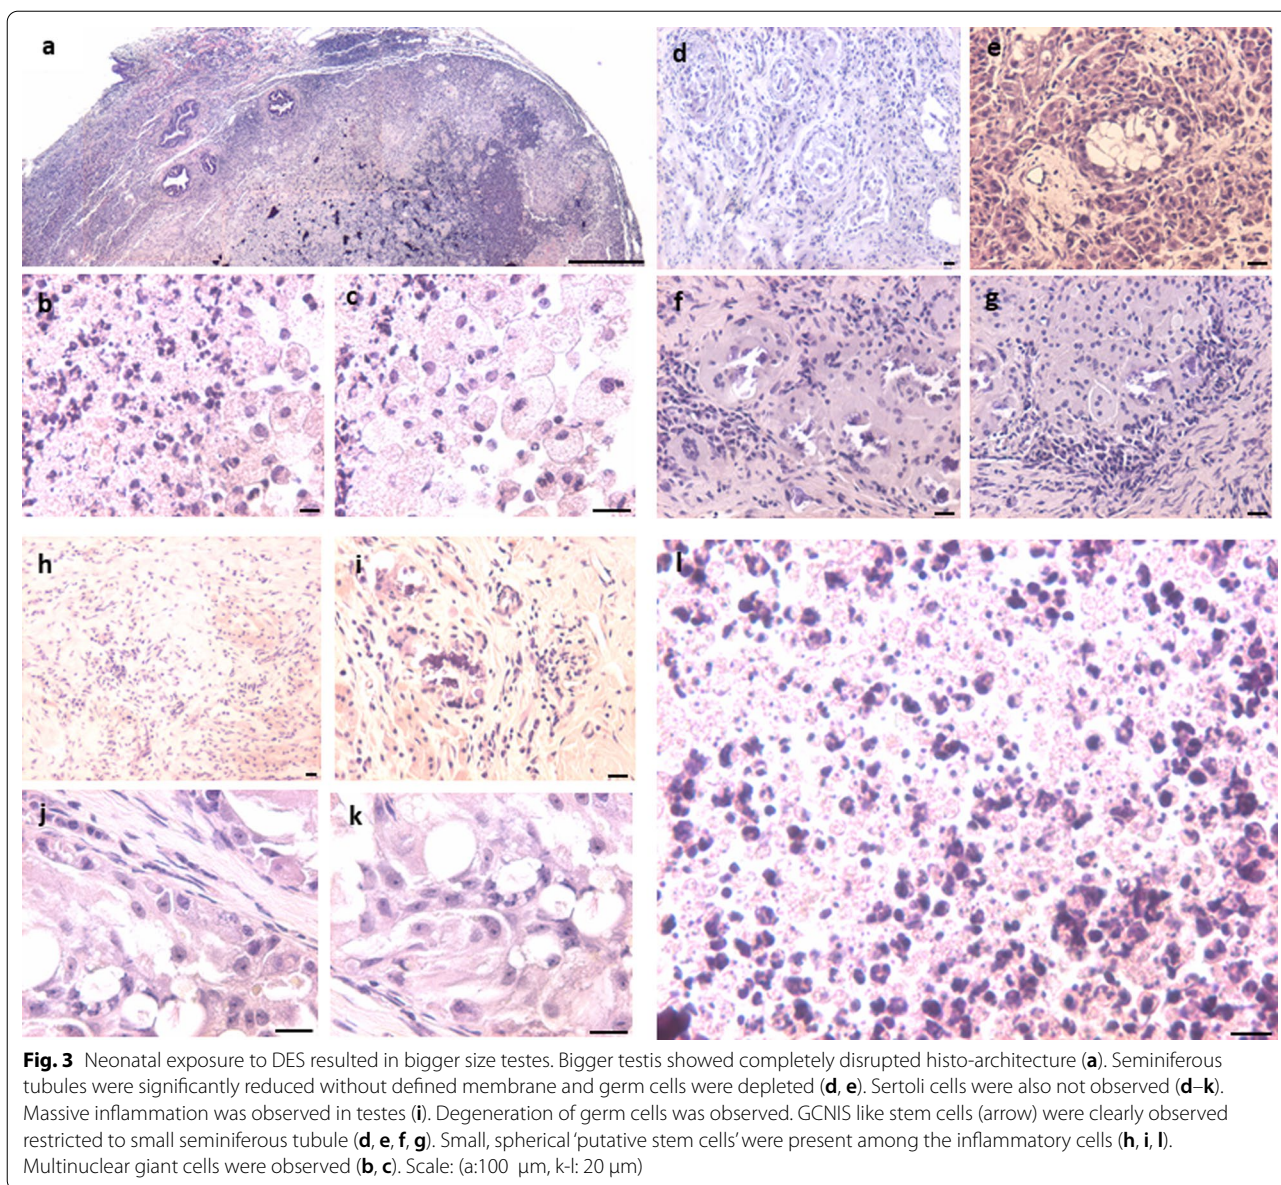 a
d
e
b
c
f
g
h
i
l
j
k
Fig. 3 Neonatal exposure to DES resulted in bigger size testes. Bigger testis showed completely disrupted histo-architecture (a). Seminiferous
tubules were significantly reduced without defined membrane and germ cells were depleted (d, e). Sertoli cells were also not observed (d–k).
Massive inflammation was observed in testes (i). Degeneration of germ cells was observed. GCNIS like stem cells (arrow) were clearly observed
restricted to small seminiferous tubule (d, e, f, g). Small, spherical ‘putative stem cells’ were present among the inflammatory cells (h, i, l).
Multinuclear giant cells were observed (b, c). Scale: (a:100 μm, k-l: 20 μm)